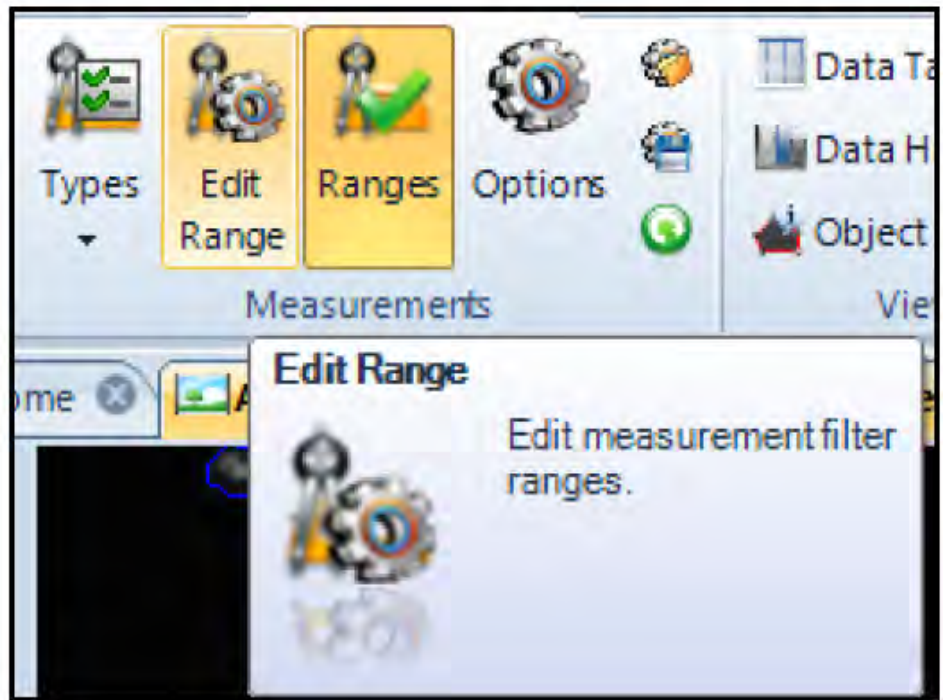 Types
Edit
Range
Ranges
Options
Measurements
Data Ta
Data H
Object
Vie
ome
A
Edit Range
Edit measurement filter
ranges.